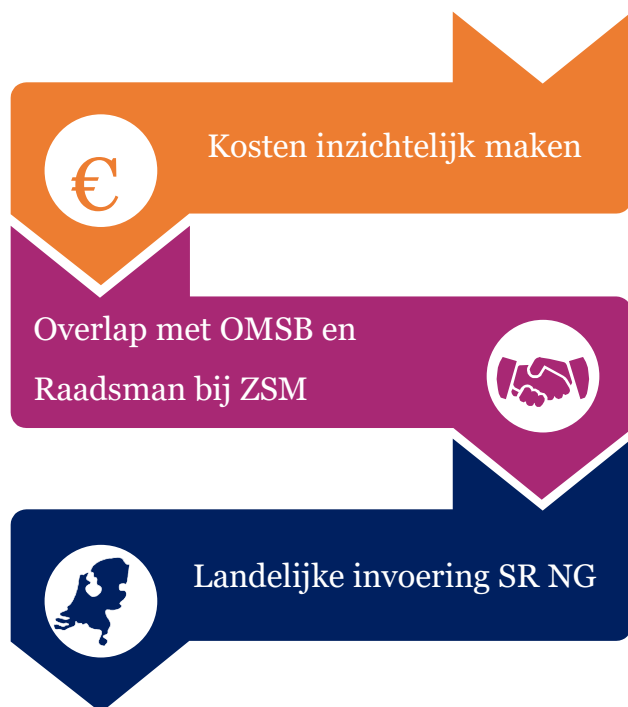 Kosten inzichtelijk maken
€
Overlap met OMSB en
Raadsman bij ZSM
Landelijke invoering SR NG